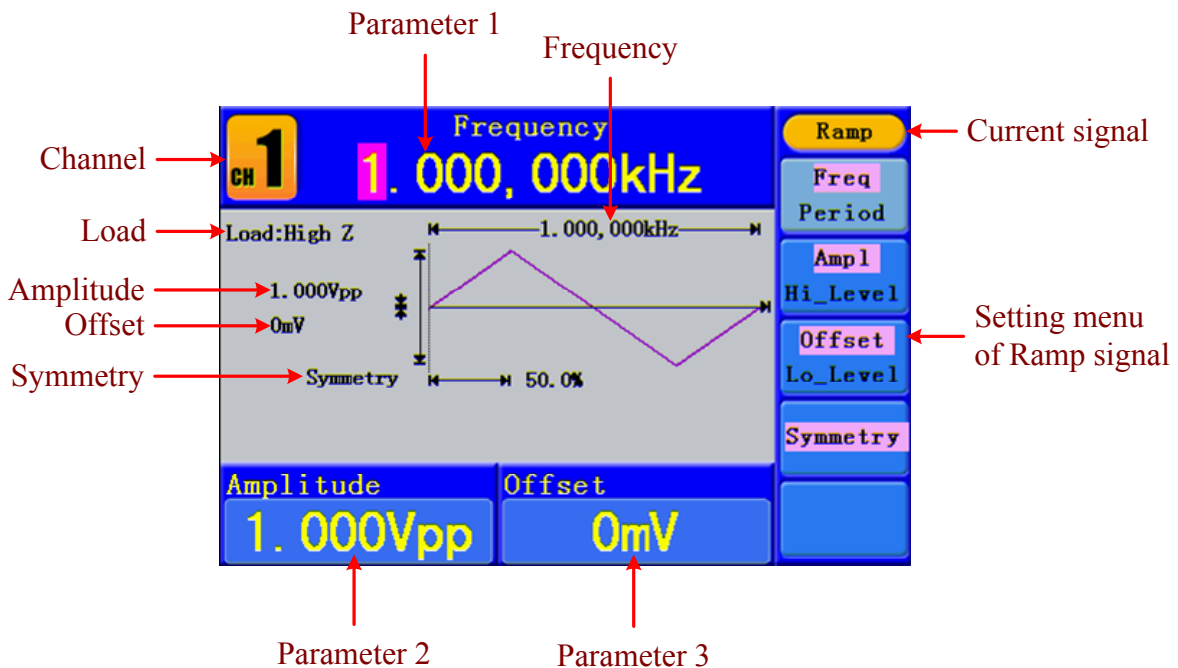 Parameter 1
Frequency
Channel
CH 1
Frequency
1.000,000kHz
Ramp
Current signal
Freq
Period
Load
Load:High Z
1.000,000kHz
Ampl
Hi_Level
Amplitude
1.000Vpp
Offset
0mV
Offset
Lo_Level
Setting menu
of Ramp signal
Symmetry
Symmetry
50.0%
Symmetry
Amplitude
Offset
1.000Vpp
0mV
Parameter 2
Parameter 3